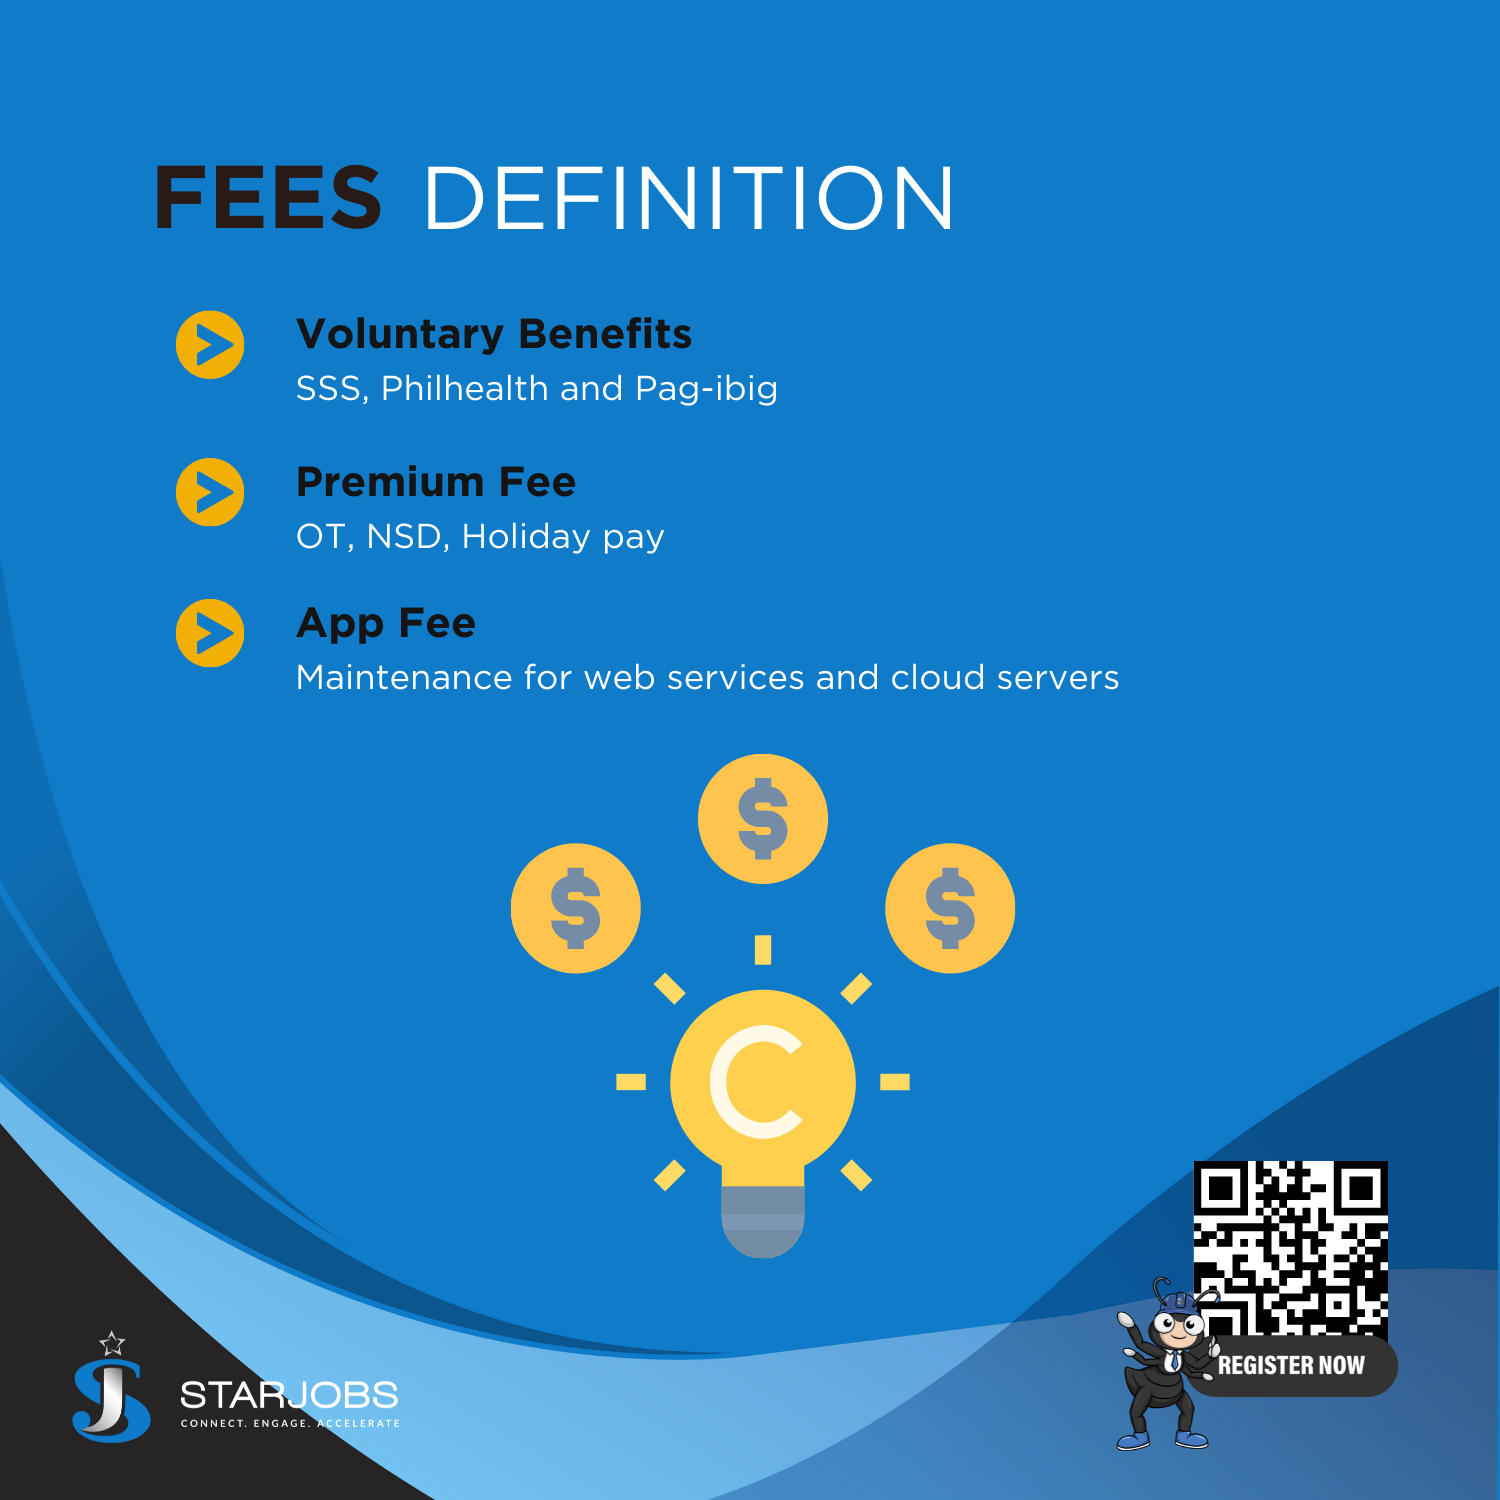 FEES DEFINITION
Voluntary Benefits
SSS, Philhealth and Pag-ibig
Premium Fee
OT, NSD, Holiday pay
App Fee
Maintenance for web services and cloud servers
$
$
$
C
REGISTER NOW
SJ
STARJOBS
CONNECT. ENGAGE. ACCELERATE